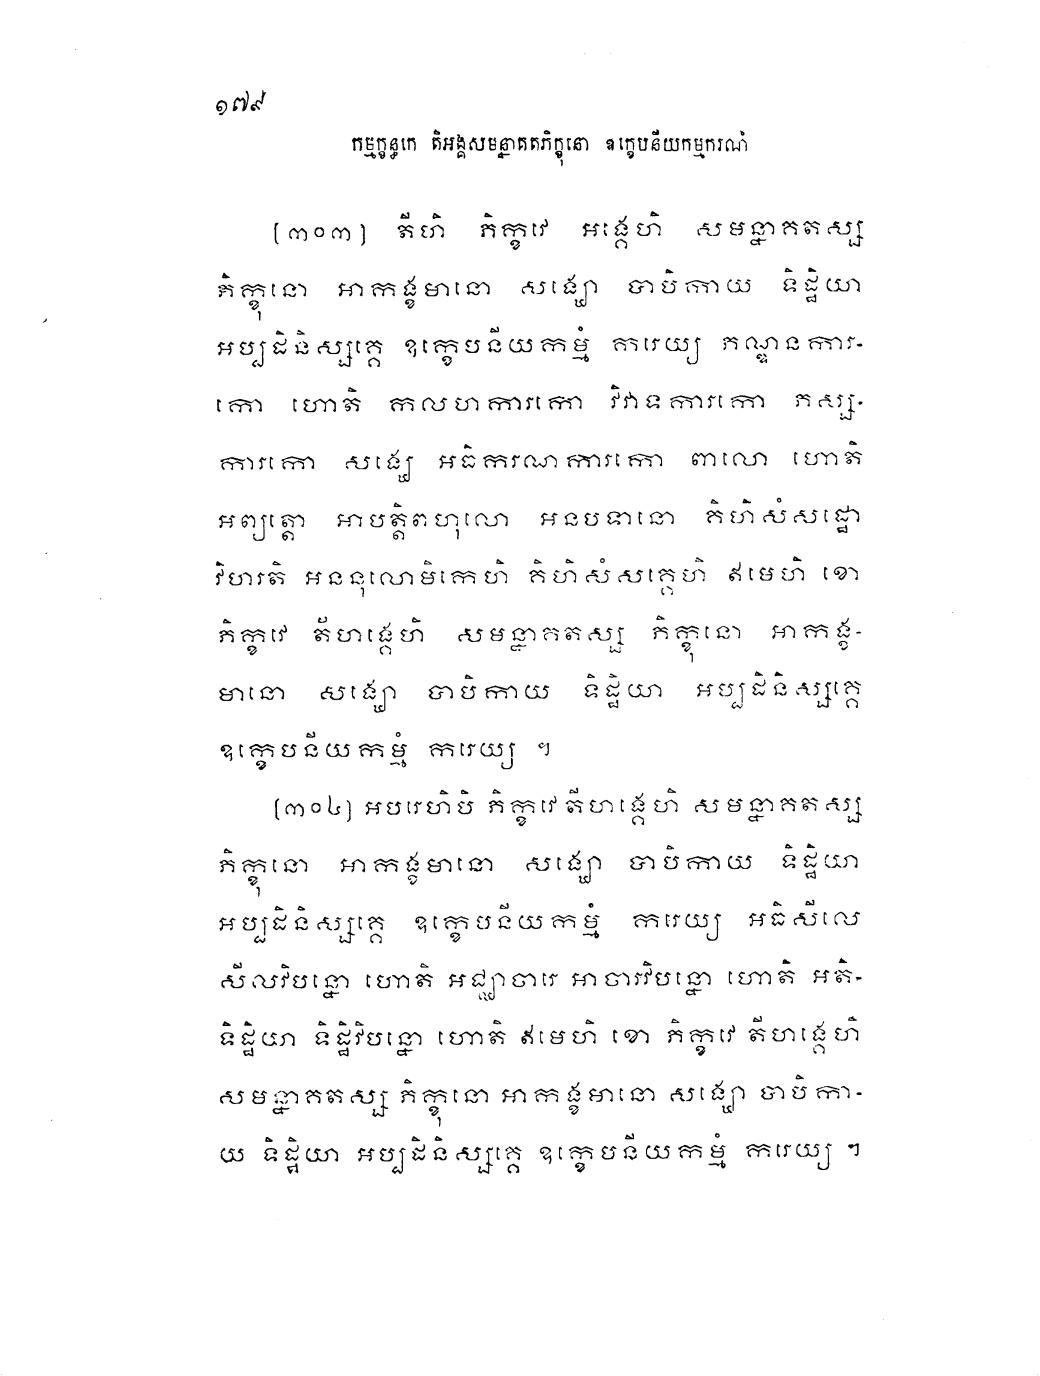 ១៧៩
កម្មក្ខន្ធកេ តិអង្គសមន្នាគតភិក្ខុនោ ឧក្ខេបនីយកម្មករណំ
[៣០៣] តីហិ ភិក្ខវេ អង្គេហិ សមន្នាគតស្ស
ភិក្ខុនោ អាកង្ខមានោ សង្ឃោ បាបិកាយ ទិដ្ឋិយា
អប្បដិនិស្សគ្គេ ឧក្ខេបនីយកម្មំ ករេយ្យ ភណ្ឌនការ-
កោ ហោតិ កាលហការកោ វិវាទការកោ ភស្ស-
ការកោ សង្ឃេ អធិករណការកោ ពាលោ ហោតិ
អព្យត្តោ អាបត្តិពហុលោ អនបទានោ គិហិសំសដ្ឋោ
វិហរតិ អននុលោមិកេហិ គិហិសំសគ្គេហិ ឥមេហិ ខោ
ភិក្ខវេ តីហង្គេហិ សមន្នាគតស្ស ភិក្ខុនោ អាកង្ខ-
មានោ សង្ឃោ បាបិកាយ ទិដ្ឋិយា អប្បដិនិស្សគ្គេ
ឧក្ខេបនីយកម្មំ ករេយ្យ ។
[៣០៤] អបរេហិបិ ភិក្ខវេ តីហង្គេហិ សមន្នាគតស្ស
ភិក្ខុនោ អាកង្ខមានោ សង្ឃោ បាបិកាយ ទិដ្ឋិយា
អប្បដិនិស្សគ្គេ ឧក្ខេបនីយកម្មំ ករេយ្យ អធិសីលេ
សីលវិបន្នោ ហោតិ អជ្ឈាចារេ អាចារវិបន្នោ ហោតិ អតិ-
ទិដ្ឋិយា ទិដ្ឋិវិបន្នោ ហោតិ ឥមេហិ ខោ ភិក្ខវេ តីហង្គេហិ
សមន្នាគតស្ស ភិក្ខុនោ អាកង្ខមានោ សង្ឃោ បាបិកា-
យ ទិដ្ឋិយា អប្បដិនិស្សគ្គេ ឧក្ខេបនីយកម្មំ ករេយ្យ ។